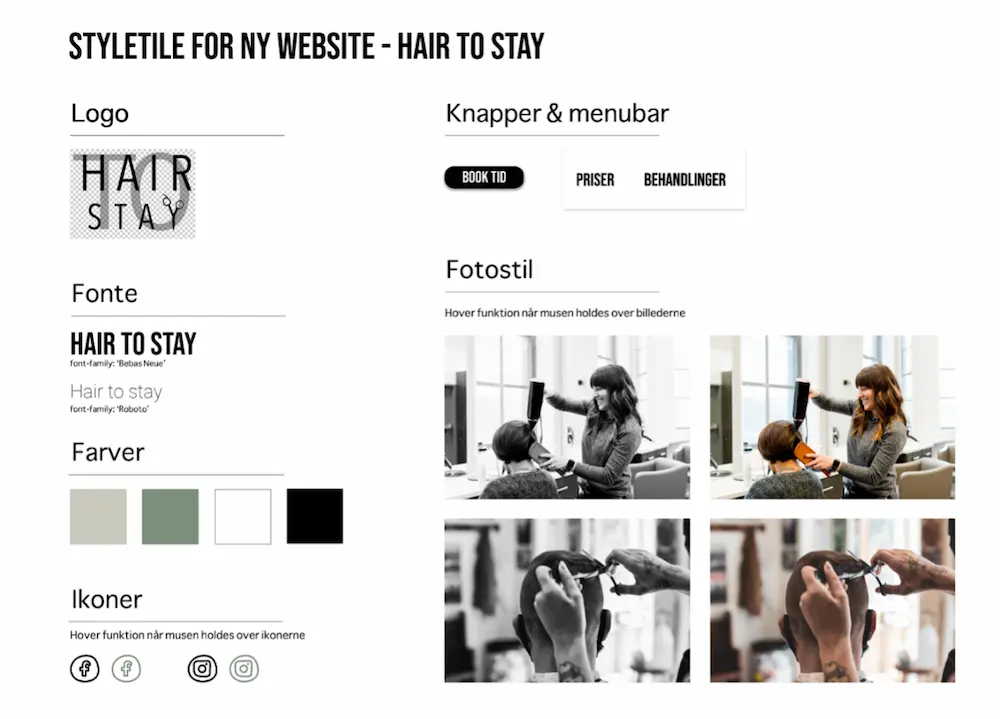 STYLETILE FOR NY WEBSITE - HAIR TO STAY
Logo
HAIR
TO
STAY
Fonte
HAIR TO STAY
font-family: 'Bebas Neue'
Hair to stay
font-family: 'Roboto'
Farver
Ikoner
Hover funktion når musen holdes over ikonerne
Knapper & menubar
BOOK TID
PRISER BEHANDLINGER
Fotostil
Hover funktion når musen holdes over billederne